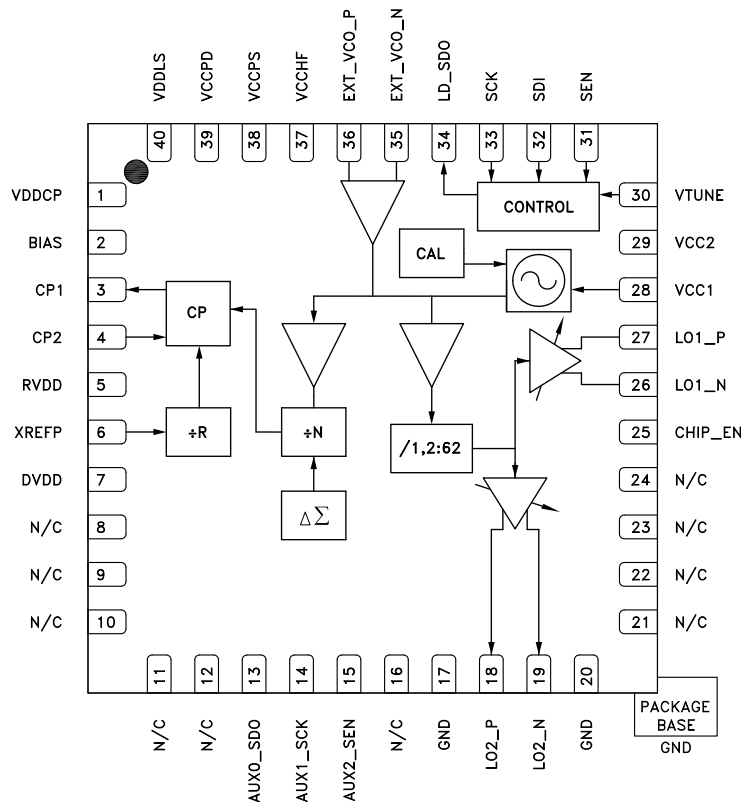 VDDLS
VCCPD
VCCPS
VCCHF
EXT_VCO_P
EXT_VCO_N
LD_SDO
SCK
SDI
SEN
40
39
38
37
36
35
34
33
32
31
VDDCP 1
BIAS 2
CP1 3
CP2 4
RVDD 5
XREFP 6
DVDD 7
N/C 8
N/C 9
N/C 10
CONTROL
CAL
CP
÷R
÷N
/1,2:62
ΔΣ
30 VTUNE
29 VCC2
28 VCC1
27 LO1_P
26 LO1_N
25 CHIP_EN
24 N/C
23 N/C
22 N/C
21 N/C
11
12
13
14
15
16
17
18
19
20
N/C
N/C
AUX0_SDO
AUX1_SCK
AUX2_SEN
N/C
GND
LO2_P
LO2_N
GND
PACKAGE
BASE
GND